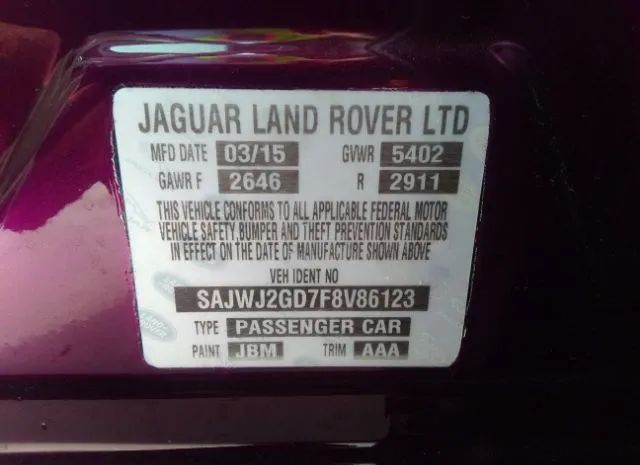 JAGUAR LAND ROVER LTD
MFD DATE 03/15 GVWR 5402
GAWR F 2646 R 2911
THIS VEHICLE CONFORMS TO ALL APPLICABLE FEDERAL MOTOR
VEHICLE SAFETY, BUMPER AND THEFT PREVENTION STANDARDS
IN EFFECT ON THE DATE OF MANUFACTURE SHOWN ABOVE
VEH IDENT NO
SAJWJ2GD7F8V86123
TYPE PASSENGER CAR
PAINT JBM TRIM AAA